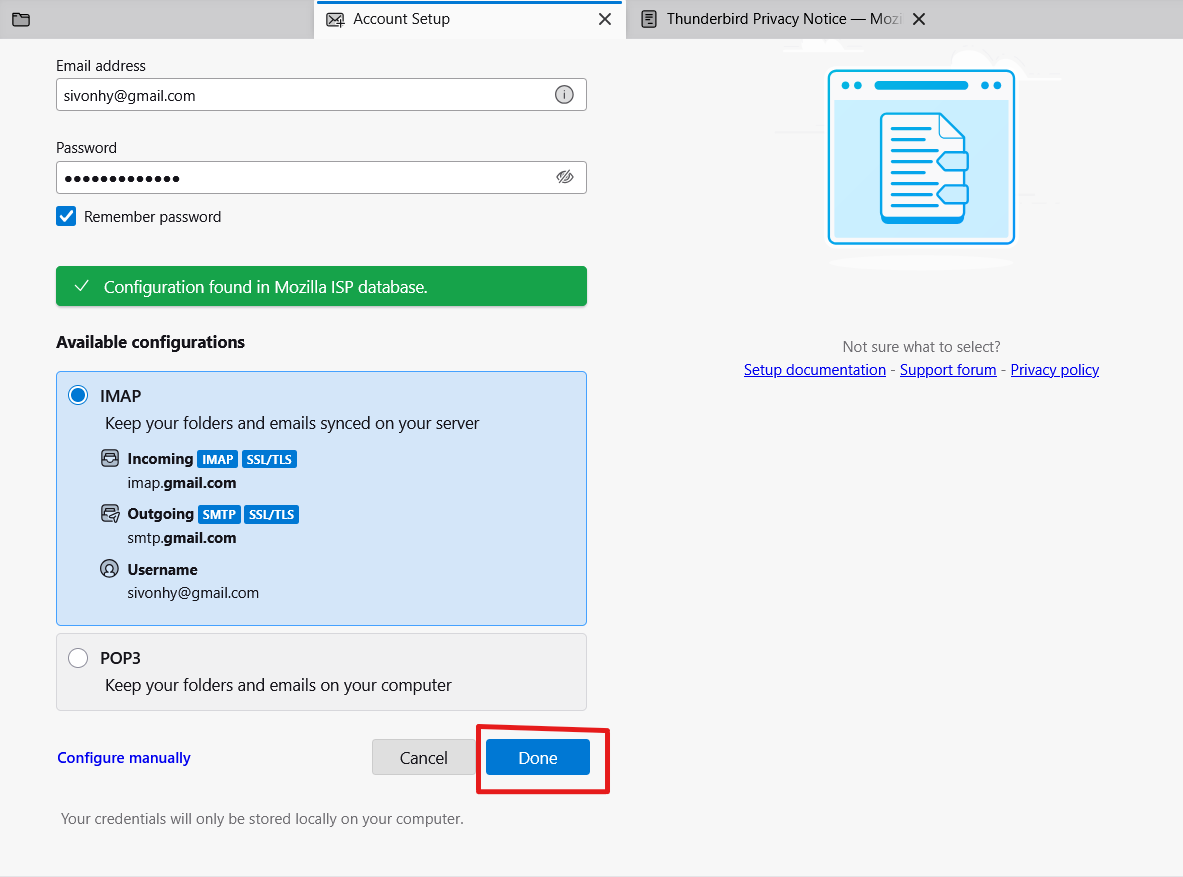 Account Setup
Thunderbird Privacy Notice — Mozi
Email address
sivonhy@gmail.com
Password
Remember password
Configuration found in Mozilla ISP database.
Available configurations
IMAP
Keep your folders and emails synced on your server
Incoming IMAP SSL/TLS
imap.gmail.com
Outgoing SMTP SSL/TLS
smtp.gmail.com
Username
sivonhy@gmail.com
POP3
Keep your folders and emails on your computer
Configure manually
Cancel
Done
Your credentials will only be stored locally on your computer.
Not sure what to select?
Setup documentation - Support forum - Privacy policy